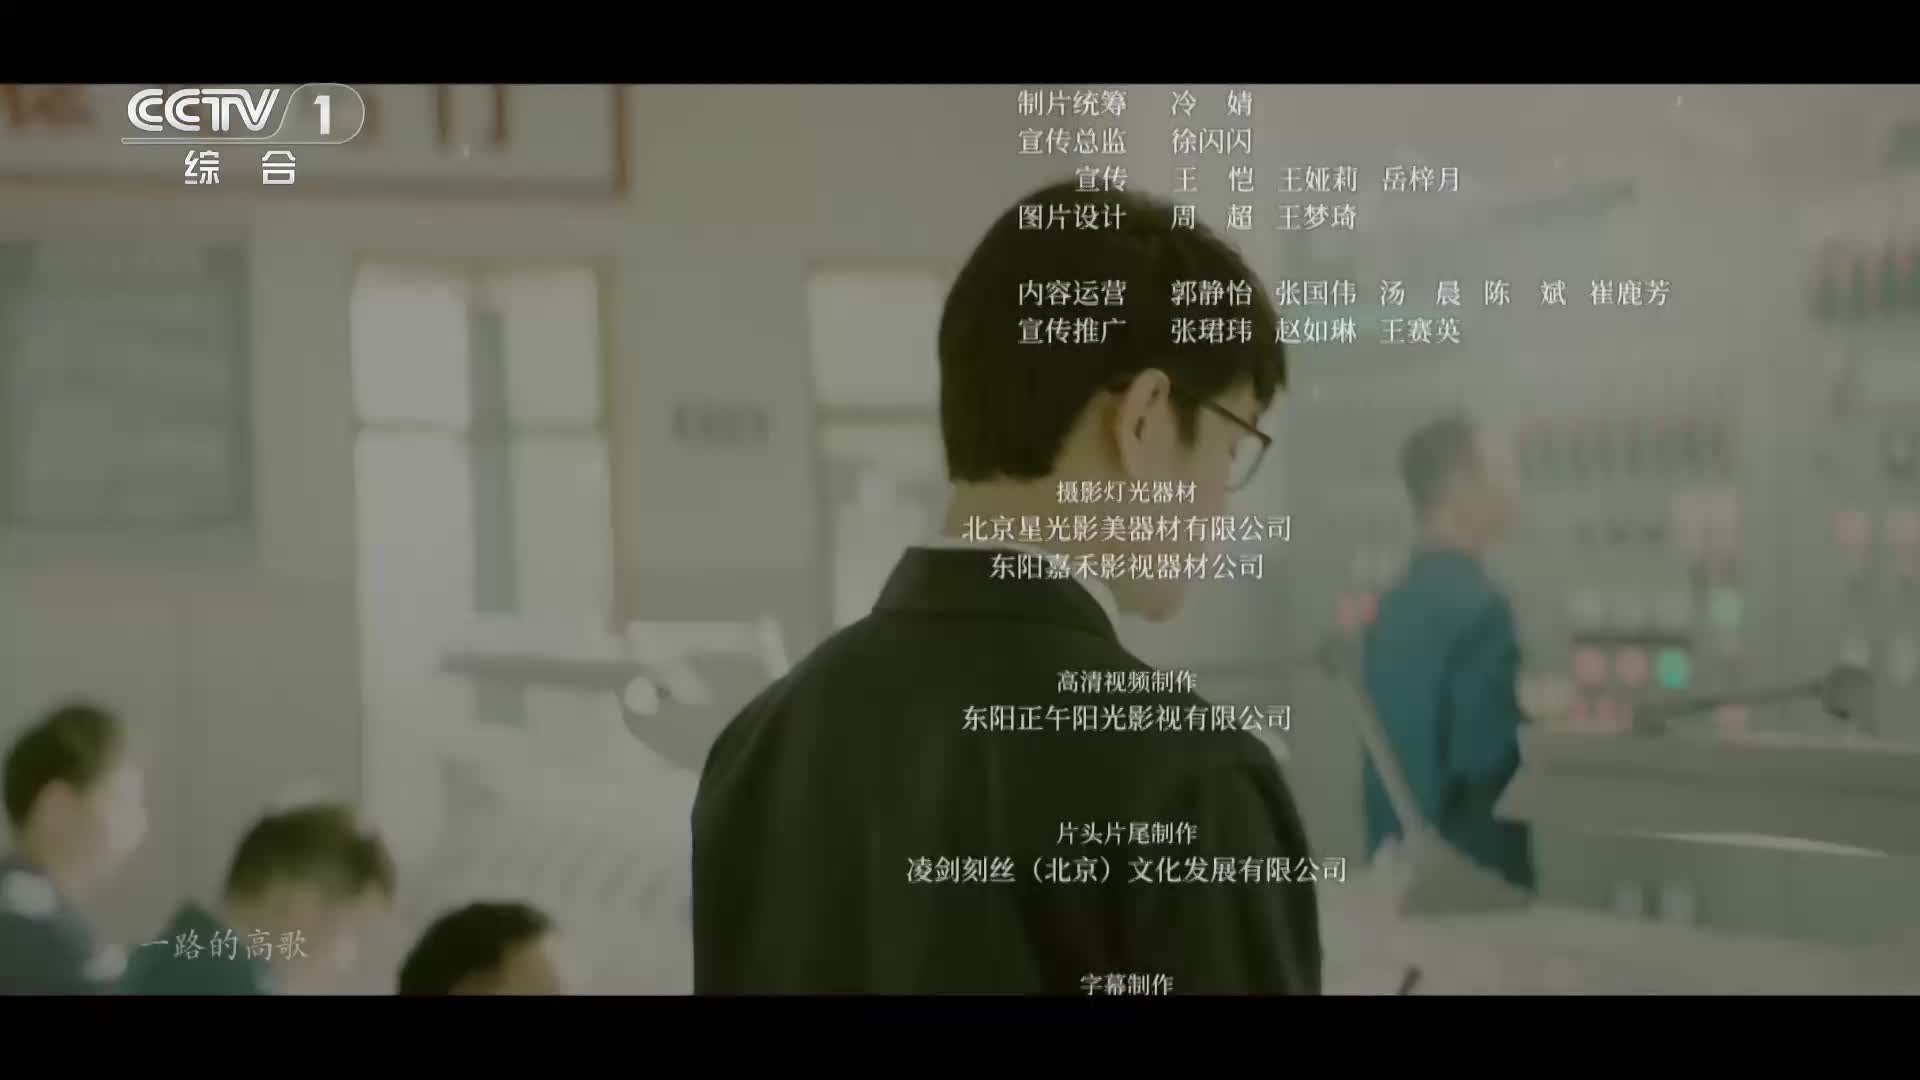 CCTV 1
综 合
制片统筹 冷 婧
宣传总监 徐闪闪
宣传 王 恺 王娅莉 岳梓月
图片设计 周 超 王梦琦
内容运营 郭静怡 张国伟 汤 晨 陈 斌 崔鹿芳
宣传推广 张珺玮 赵如琳 王赛英
摄影灯光器材
北京星光影美器材有限公司
东阳嘉禾影视器材公司
高清视频制作
东阳正午阳光影视有限公司
片头片尾制作
凌剑刻丝（北京）文化发展有限公司
一路的高歌
字幕制作